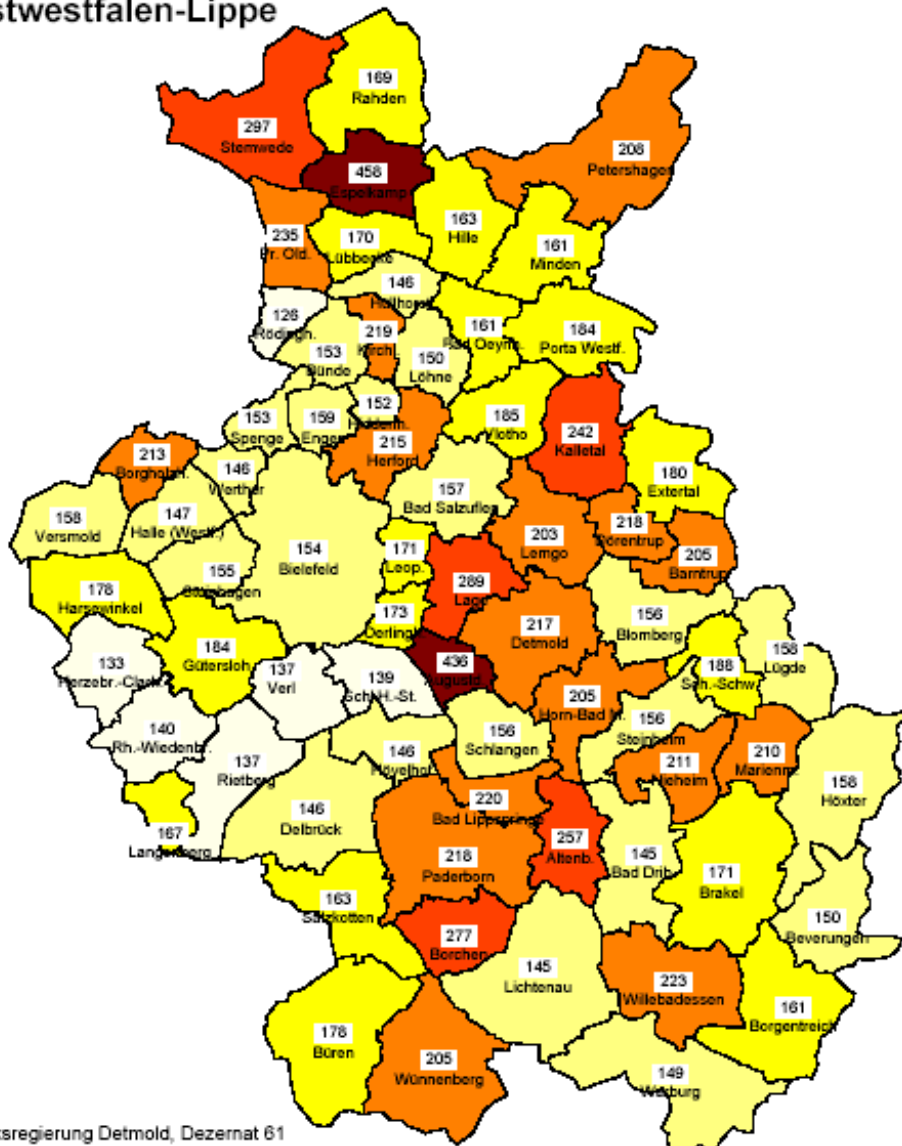 stwestfalen-Lippe
169
Rahden
297
Stemwede
208
Petershagen
458
Espelkamp
163
Hille
235
Pr. Old.
170
Lübbecke
161
Minden
146
Hüllhorst
126
Rödingh.
219
Kirchl.
161
Bad Oeynh.
184
Porta Westf.
153
Bünde
150
Löhne
152
Hiddenh.
185
Vlotho
153
Spenge
159
Enger
215
Herford
242
Kalletal
213
Borgholzh.
146
Werther
180
Extertal
157
Bad Salzuflen
158
Versmold
147
Halle (Westf.)
218
Dörentrup
203
Lemgo
154
Bielefeld
171
Leop.
205
Barntrup
155
Steinhagen
289
Lage
178
Harsewinkel
173
Oerlingh.
156
Blomberg
217
Detmold
184
Gütersloh
158
Lügde
133
Herzebr.-Clarh.
137
Verl
139
Schl.H.-St.
436
Augustd.
188
Sch.-Schw.
205
Horn-Bad M.
140
Rh.-Wiedenbr.
156
Schlangen
156
Steinheim
137
Rietberg
146
Hövelhof
211
Nieheim
210
Marienm.
158
Höxter
146
Delbrück
220
Bad Lippspringe
167
Langenberg
218
Paderborn
257
Altenb.
145
Bad Drib.
171
Brakel
163
Salzkotten
150
Beverungen
277
Borchen
145
Lichtenau
223
Willebadessen
161
Borgentreich
178
Büren
205
Wünnenberg
149
Warburg
sregierung Detmold, Dezernat 61